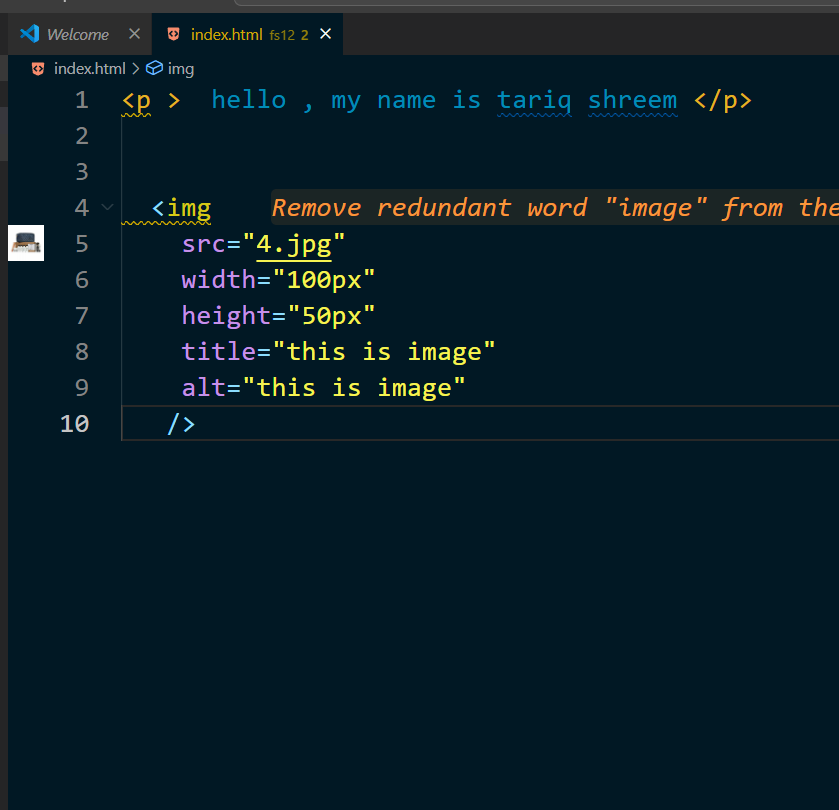 Welcome
index.html fs12 2
index.html > img
1 <p > hello , my name is tariq shreem </p>
2
3
4 <img Remove redundant word "image" from the
5 src="4.jpg"
6 width="100px"
7 height="50px"
8 title="this is image"
9 alt="this is image"
10 />